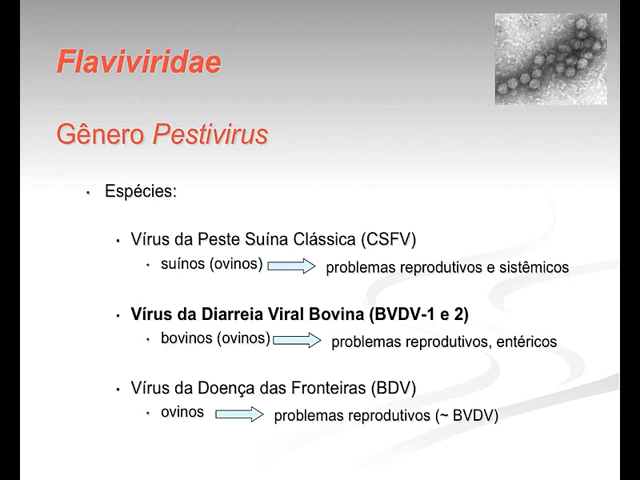 Flaviviridae
Gênero Pestivirus
• Espécies:
• Vírus da Peste Suína Clássica (CSFV)
• suínos (ovinos) problemas reprodutivos e sistêmicos
• Vírus da Diarreia Viral Bovina (BVDV-1 e 2)
• bovinos (ovinos) problemas reprodutivos, entéricos
• Vírus da Doença das Fronteiras (BDV)
• ovinos problemas reprodutivos (~ BVDV)